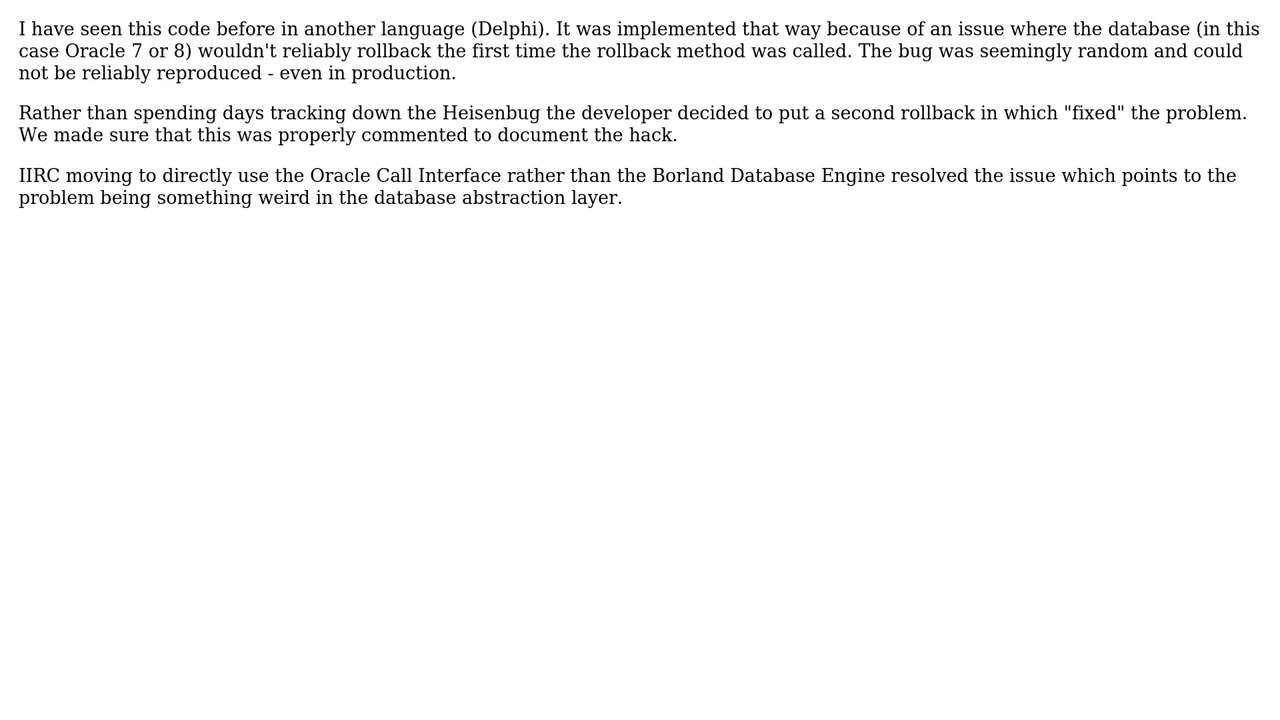 I have seen this code before in another language (Delphi). It was implemented that way because of an issue where the database (in this
case Oracle 7 or 8) wouldn't reliably rollback the first time the rollback method was called. The bug was seemingly random and could
not be reliably reproduced - even in production.
Rather than spending days tracking down the Heisenbug the developer decided to put a second rollback in which "fixed" the problem.
We made sure that this was properly commented to document the hack.
IIRC moving to directly use the Oracle Call Interface rather than the Borland Database Engine resolved the issue which points to the
problem being something weird in the database abstraction layer.